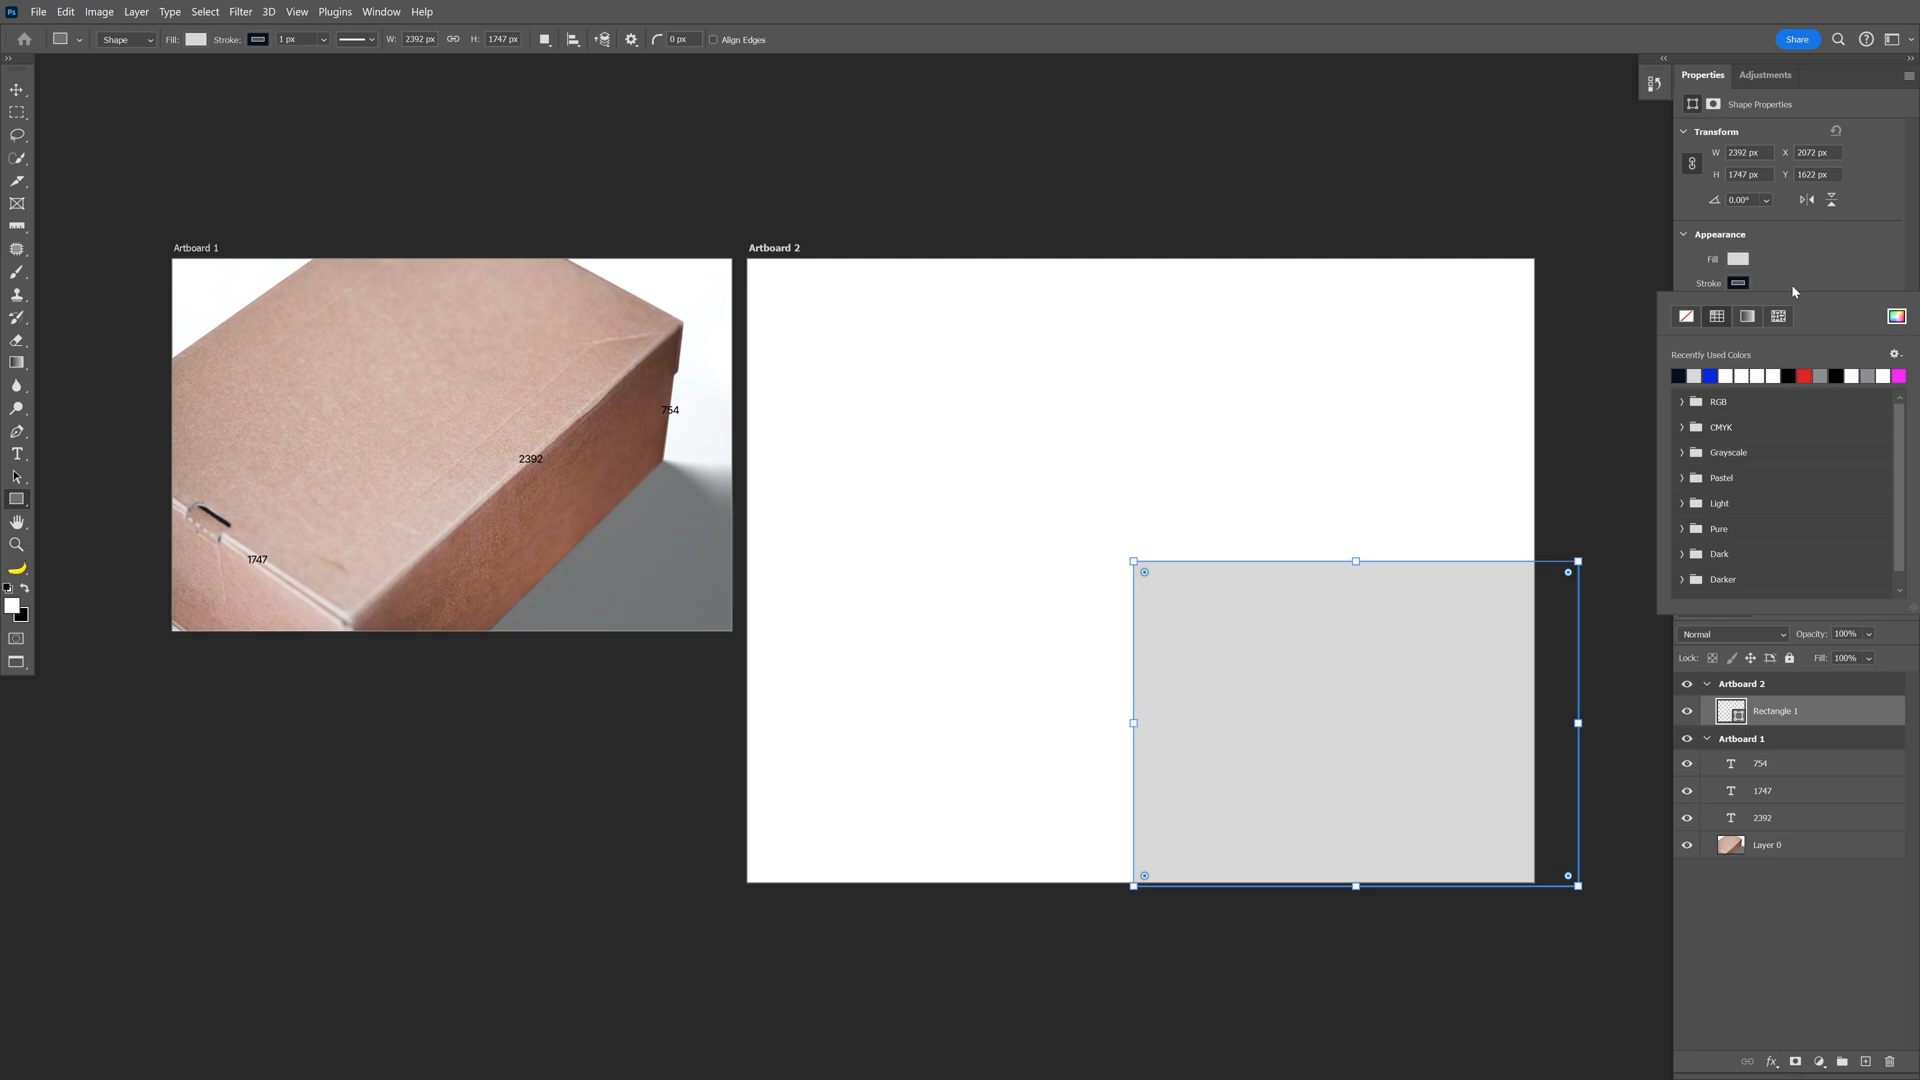 Ps File Edit Image Layer Type Select Filter 3D View Plugins Window Help
Shape Fill: Stroke: 1 px W: 2392 px H: 1747 px 0 px Align Edges Share
Properties Adjustments
Shape Properties
Transform
W 2392 px X 2072 px
H 1747 px Y 1622 px
0.00°
Appearance
Fill
Stroke
Artboard 1
Artboard 2
754
2392
1747
Recently Used Colors
RGB
CMYK
Grayscale
Pastel
Light
Pure
Dark
Darker
Normal Opacity: 100%
Lock: Fill: 100%
Artboard 2
Rectangle 1
Artboard 1
T 754
T 1747
T 2392
Layer 0
fx